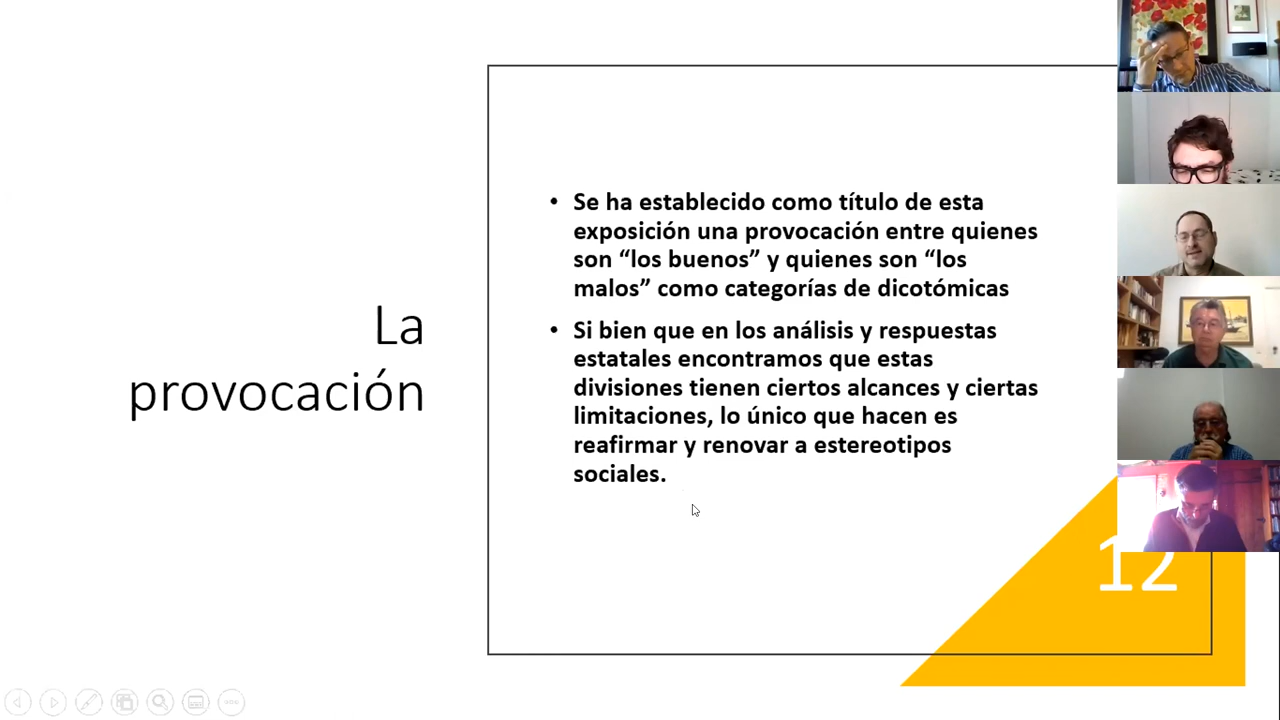 La
provocación
• Se ha establecido como título de esta
exposición una provocación entre quienes
son “los buenos” y quienes son “los
malos” como categorías de dicotómicas
• Si bien que en los análisis y respuestas
estatales encontramos que estas
divisiones tienen ciertos alcances y ciertas
limitaciones, lo único que hacen es
reafirmar y renovar a estereotipos
sociales.
12